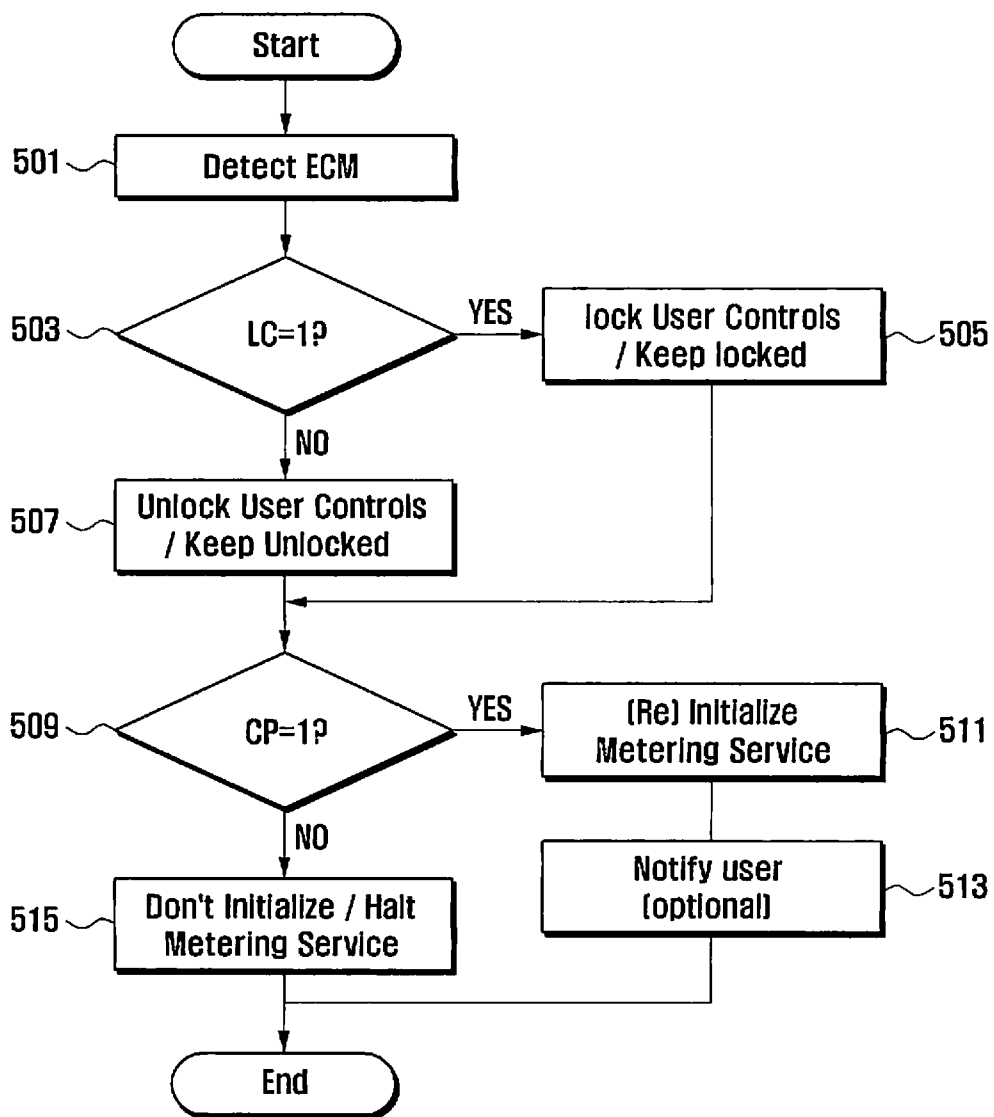 Start
501
Detect ECM
503
LC=1?
YES
lock User Controls
/ Keep locked
505
NO
507
Unlock User Controls
/ Keep Unlocked
509
CP=1?
YES
(Re) Initialize
Metering Service
511
NO
Notify user
(optional)
513
515
Don't Initialize / Halt
Metering Service
End